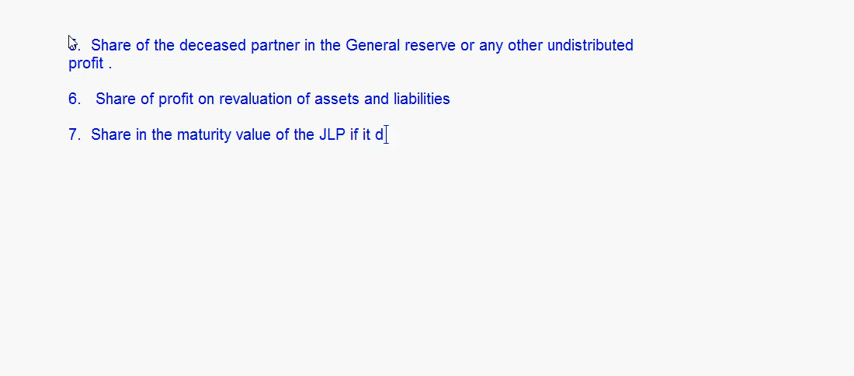 . Share of the deceased partner in the General reserve or any other undistributed
profit .
6. Share of profit on revaluation of assets and liabilities
7. Share in the maturity value of the JLP if it d